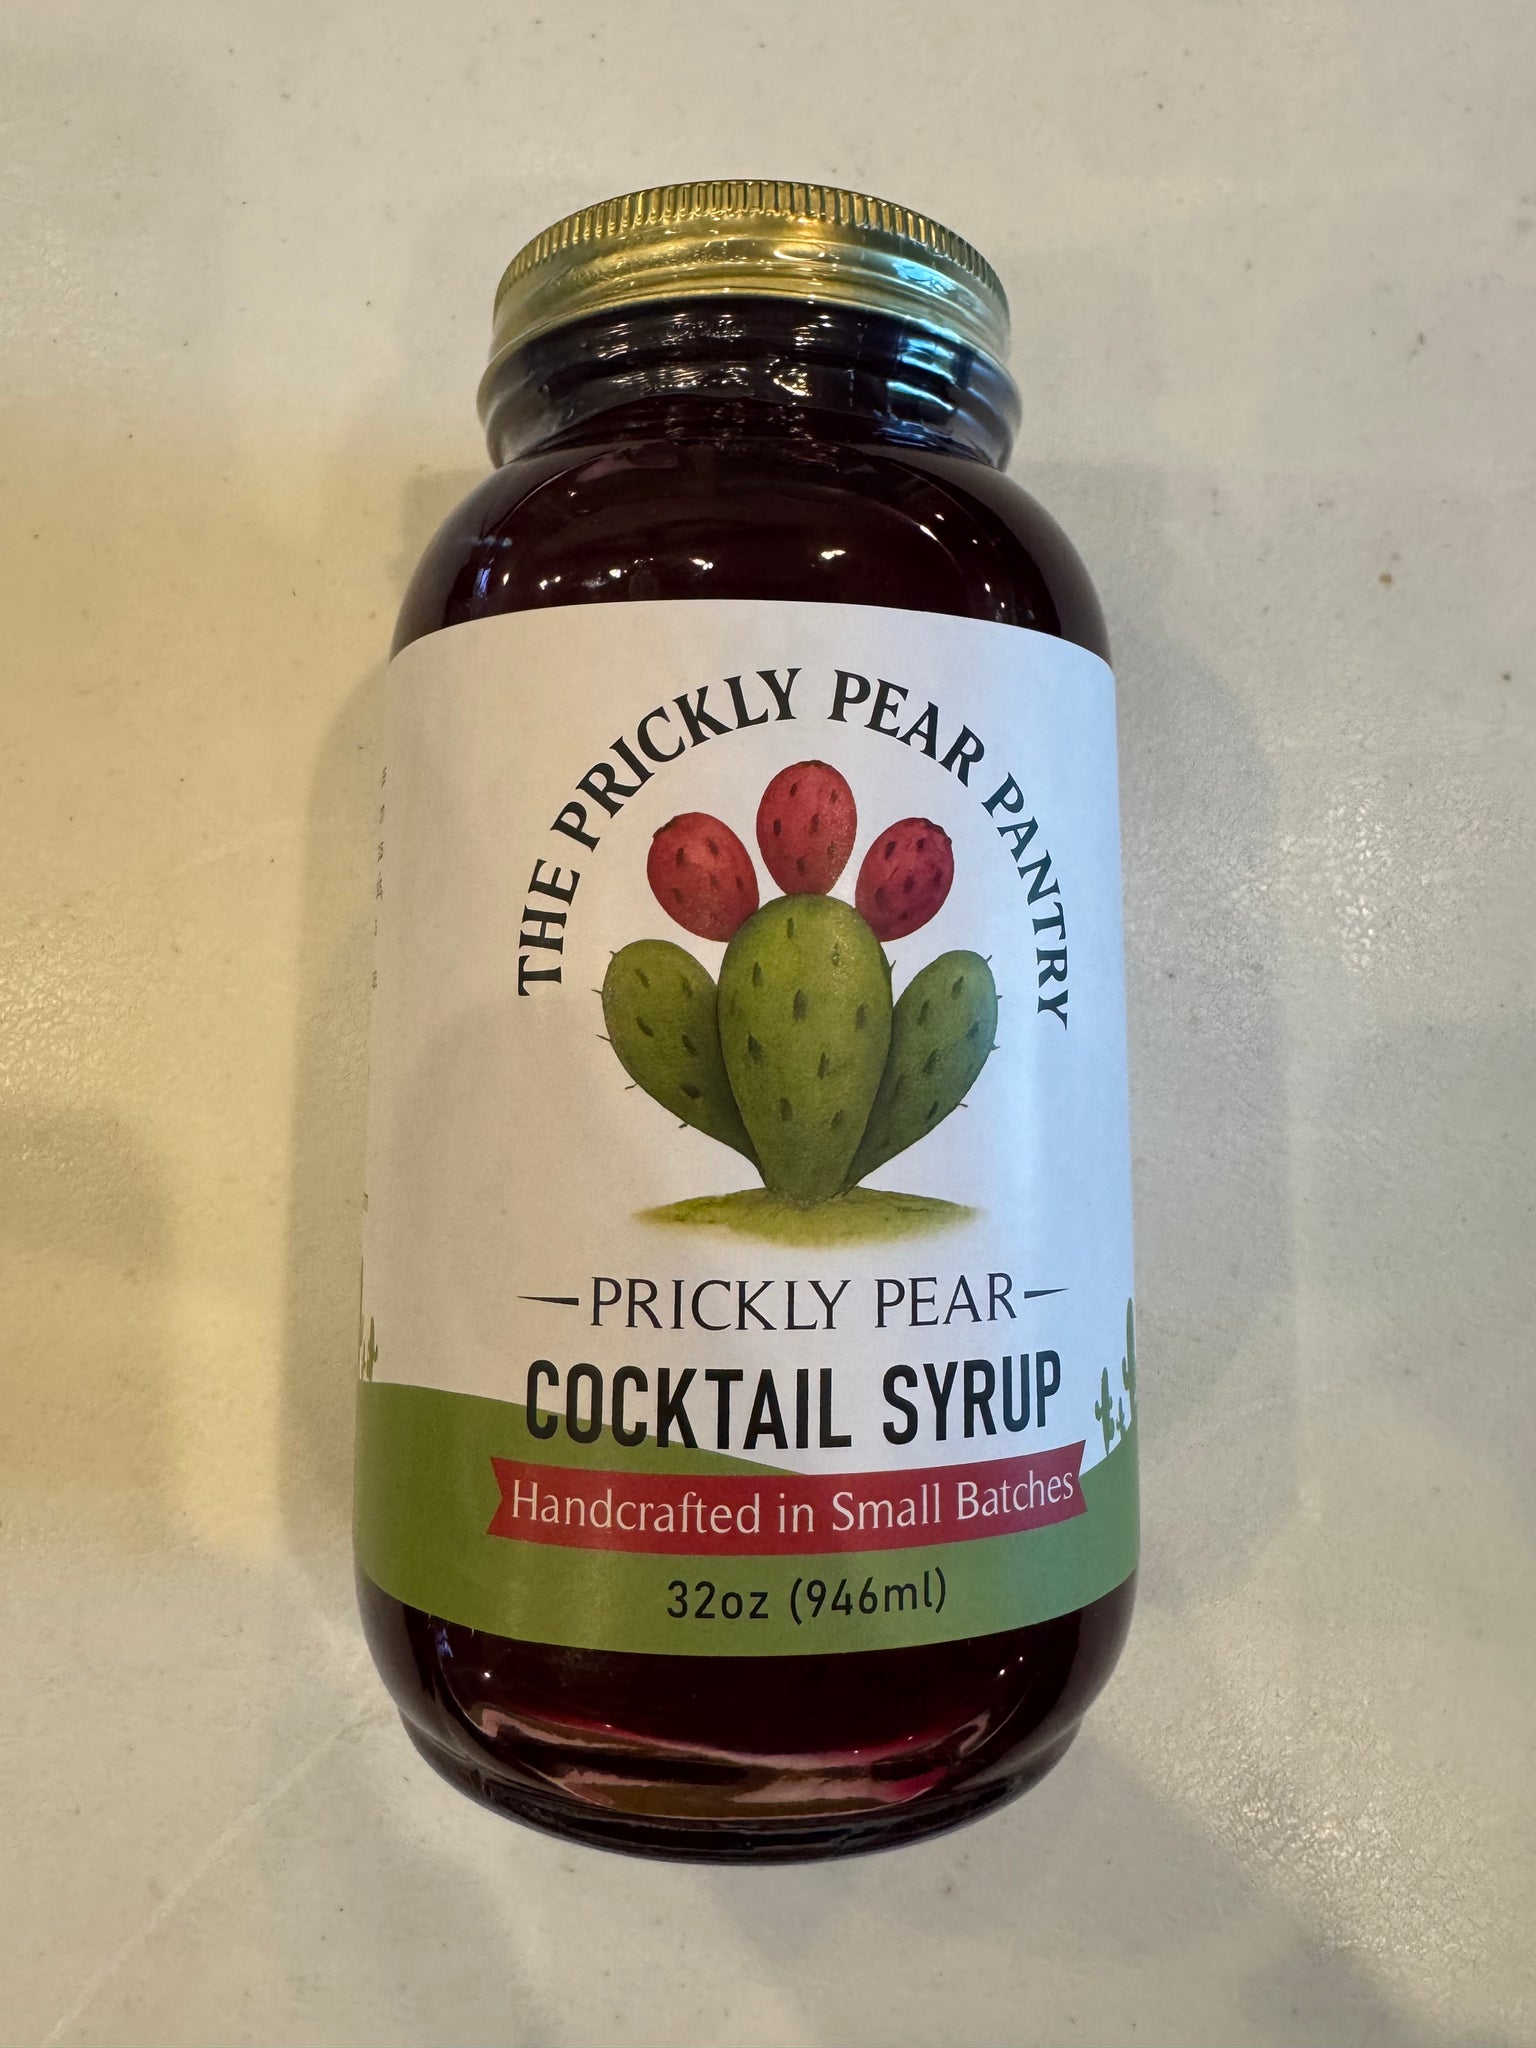 THE PRICKLY PEAR PANTRY
PRICKLY PEAR
COCKTAIL SYRUP
Handcrafted in Small Batches
32oz (946ml)